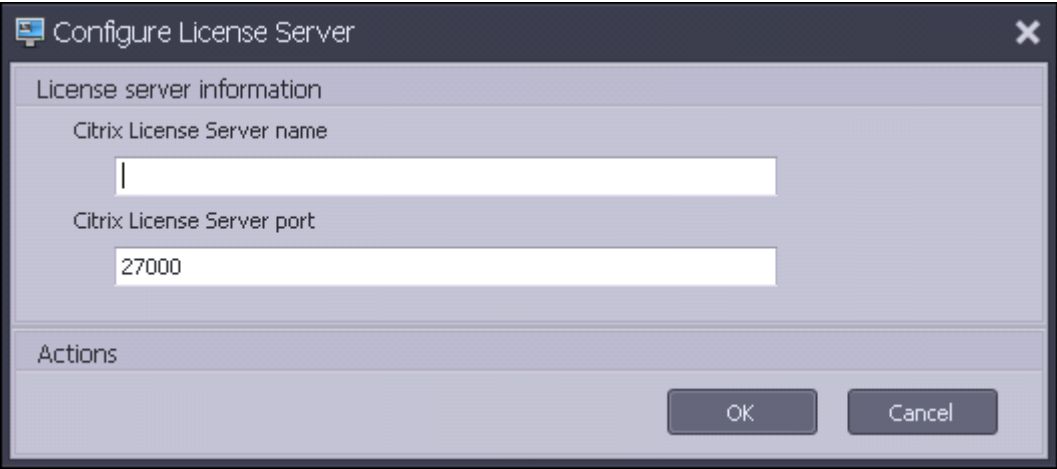 Configure License Server
License server information
Citrix License Server name
Citrix License Server port
27000
Actions
OK Cancel